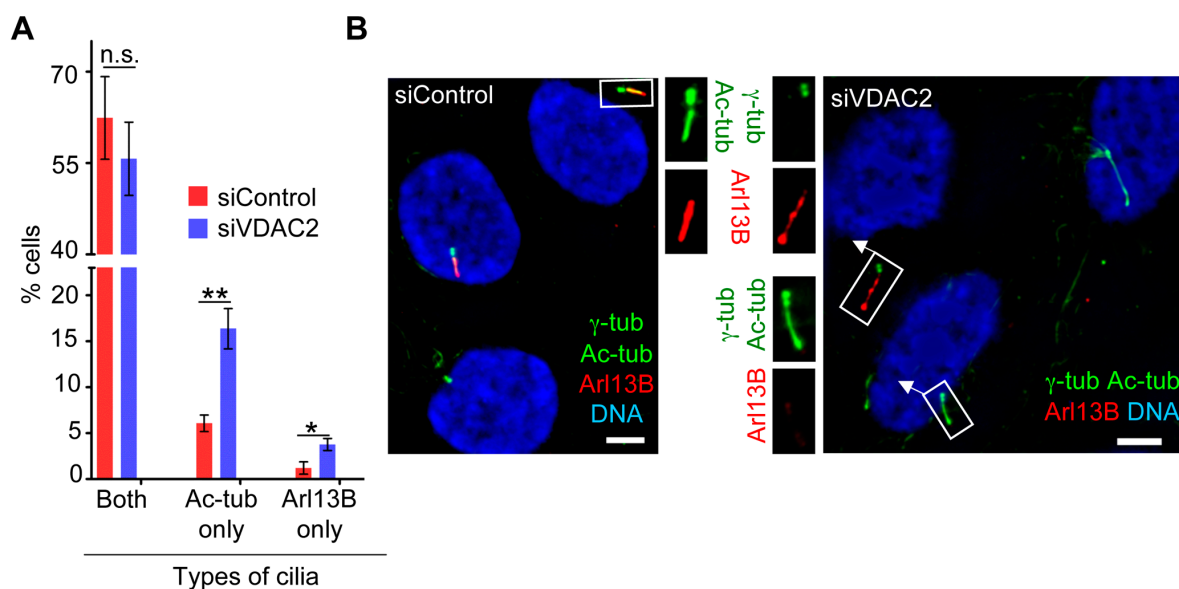 A
n.s.
70
55
40
20
15
10
5
0
% cells
siControl
siVDAC2
**
*
Both
Ac-tub
only
Arl13B
only
Types of cilia
B
siControl
γ-tub
Ac-tub
Arl13B
DNA
γ-tub
Ac-tub
Arl13B
γ-tub
Ac-tub
Arl13B
siVDAC2
γ-tub Ac-tub
Arl13B DNA